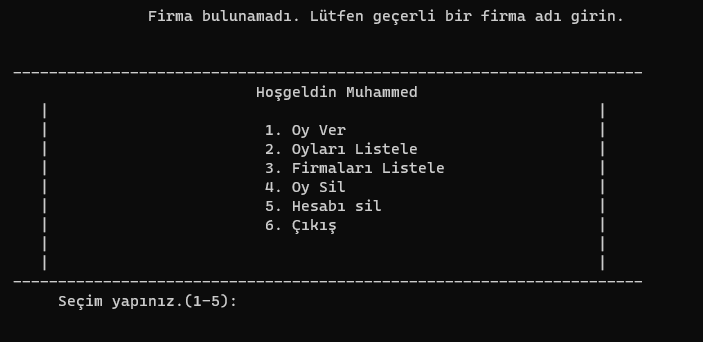 Firma bulunamadı. Lütfen geçerli bir firma adı girin.
----------------------------------------------------------------------
Hoşgeldin Muhammed
|                                                             |
|                        1. Oy Ver                            |
|                        2. Oyları Listele                    |
|                        3. Firmaları Listele                 |
|                        4. Oy Sil                            |
|                        5. Hesabı sil                        |
|                        6. Çıkış                             |
|                                                             |
|                                                             |
----------------------------------------------------------------------
Seçim yapınız.(1-5):